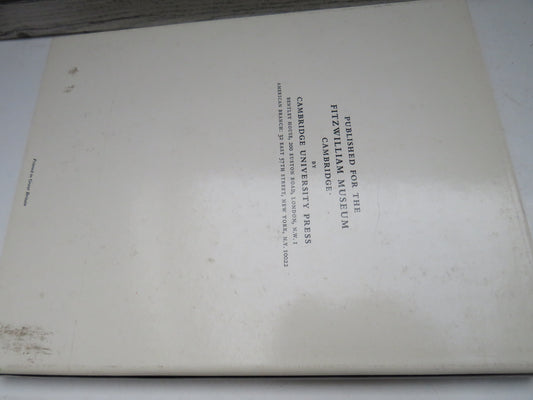 PUBLISHED FOR THE
FITZWILLIAM MUSEUM
CAMBRIDGE
BY
CAMBRIDGE UNIVERSITY PRESS
BENTLEY HOUSE, 200 EUSTON ROAD, LONDON, N.W. 1
AMERICAN BRANCH: 32 EAST 57TH STREET, NEW YORK, N.Y. 10022
Printed in Great Britain